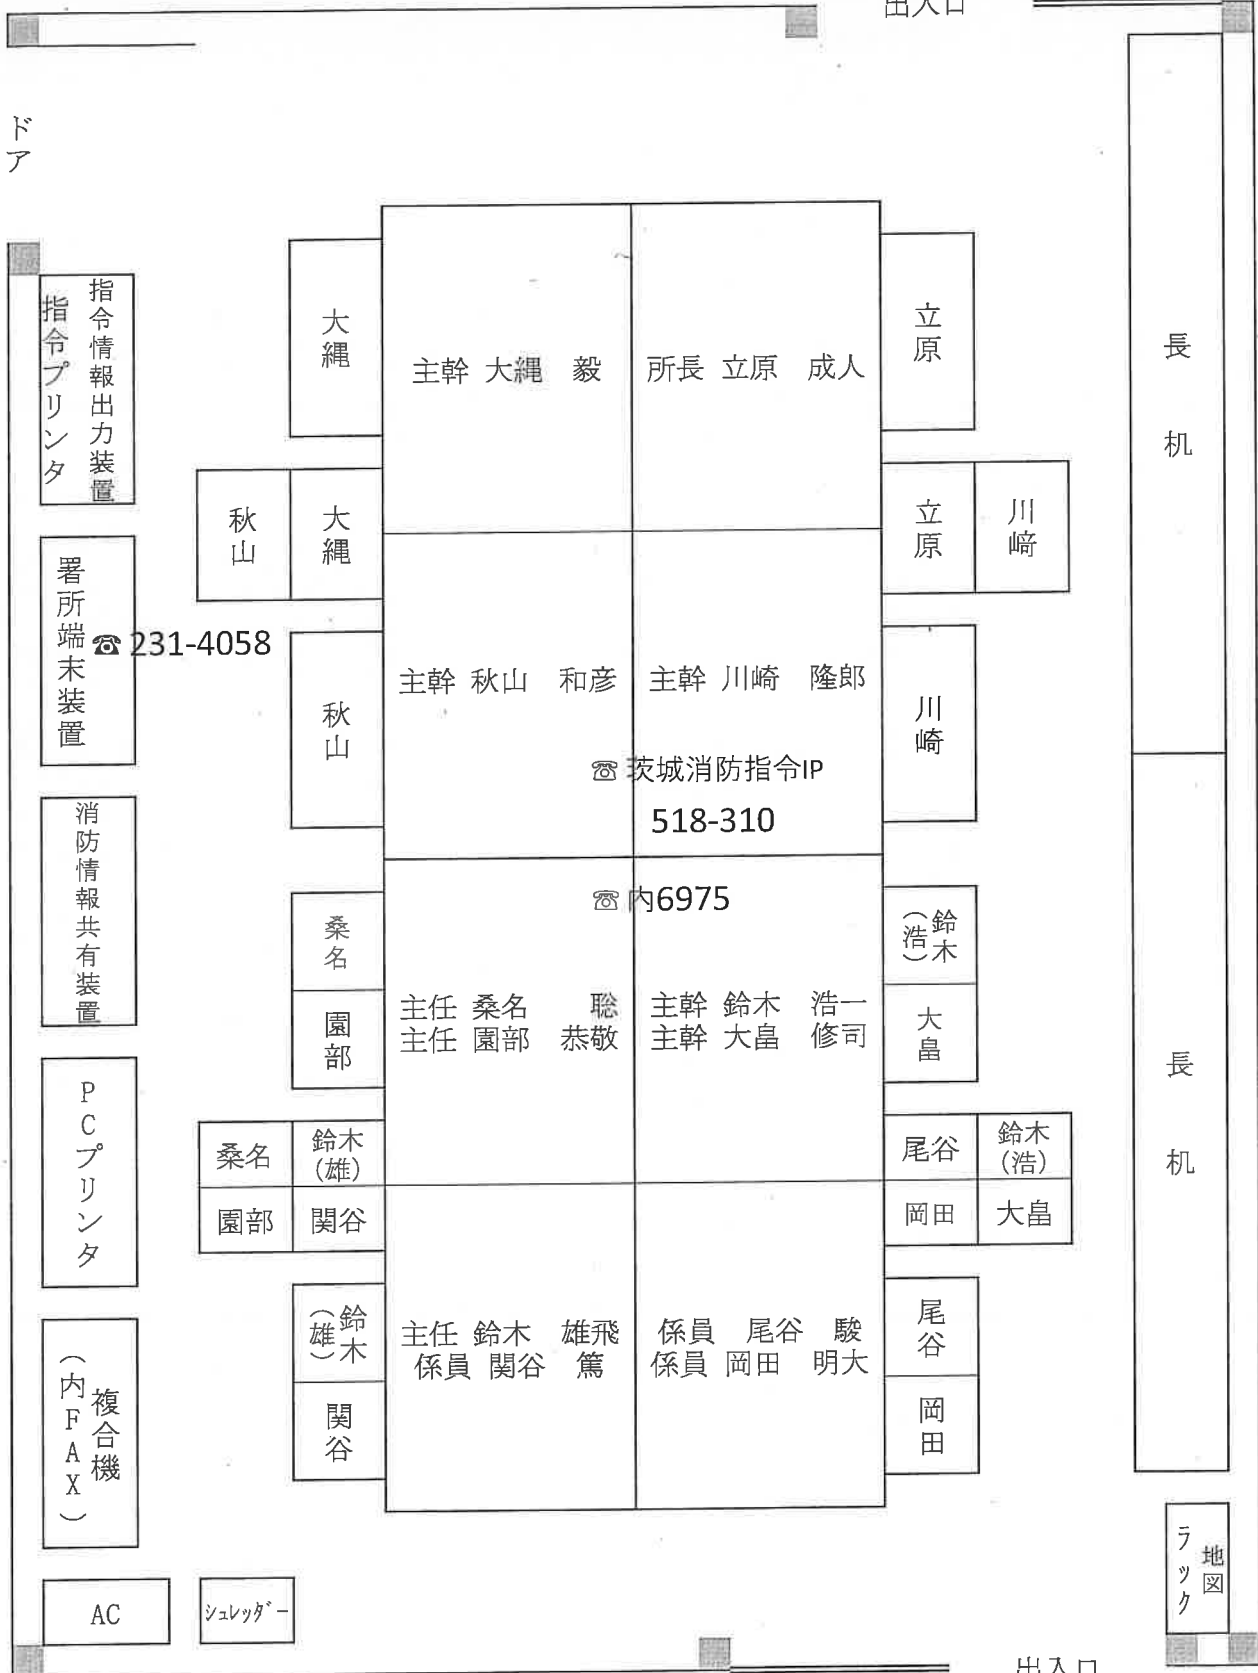 出入口
ドア
長机
大縄
主幹 大縄 毅
所長 立原 成人
立原
指令情報出力装置
指令プリンタ
秋山
大縄
立原
川﨑
署所端末装置
☎ 231-4058
秋山
主幹 秋山 和彦
主幹 川﨑 隆郎
川﨑
☎ 茨城消防指令IP
518-310
消防情報共有装置
☎ 内6975
桑名
園部
主任 桑名 聡
主任 園部 恭敬
主幹 鈴木 浩一
主幹 大畠 修司
鈴木
(浩)
大畠
長机
PCプリンタ
桑名
鈴木
(雄)
園部
関谷
尾谷
鈴木
(浩)
岡田
大畠
鈴木
(雄)
関谷
主任 鈴木 雄飛
係員 関谷 篤
係員 尾谷 駿
係員 岡田 明大
尾谷
岡田
複合機
(内FAX)
地図
ラック
AC
シュレッダー
出入口